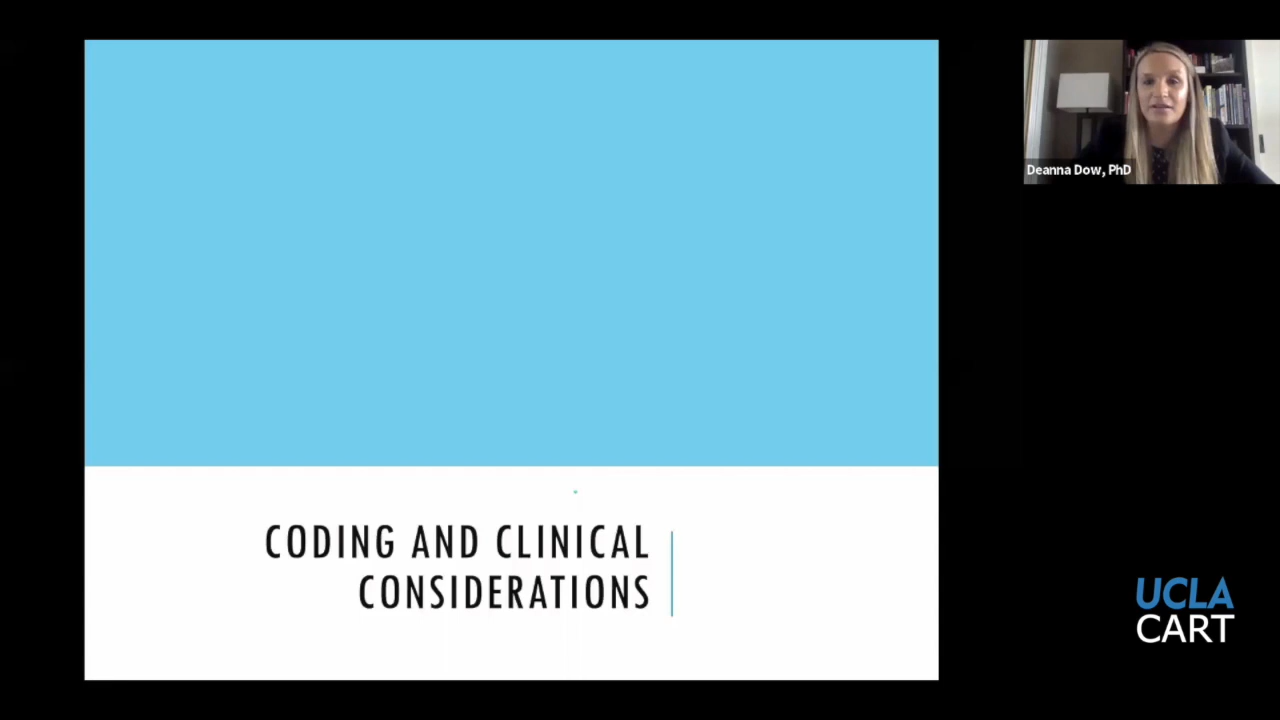 Deanna Dow, PhD
CODING AND CLINICAL
CONSIDERATIONS
UCLA
CART